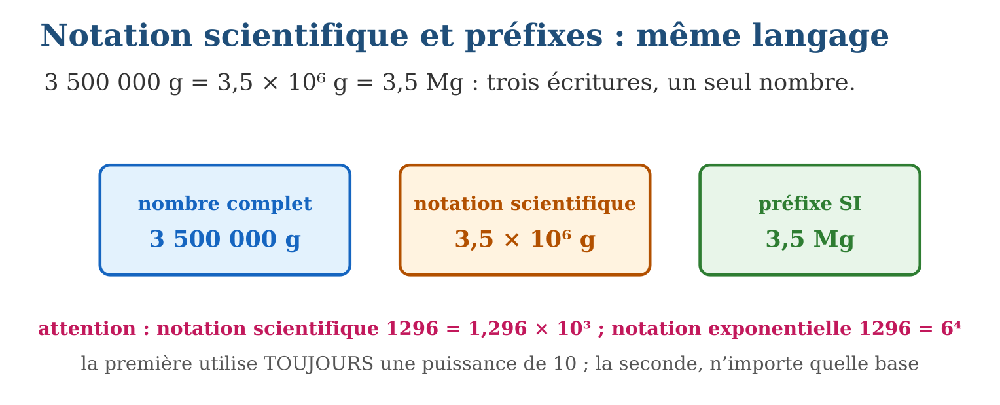 Notation scientifique et préfixes : même langage
3 500 000 g = 3,5 × 10⁶ g = 3,5 Mg : trois écritures, un seul nombre.
nombre complet
3 500 000 g
notation scientifique
3,5 × 10⁶ g
préfixe SI
3,5 Mg
attention : notation scientifique 1296 = 1,296 × 10³ ; notation exponentielle 1296 = 6⁴
la première utilise TOUJOURS une puissance de 10 ; la seconde, n’importe quelle base